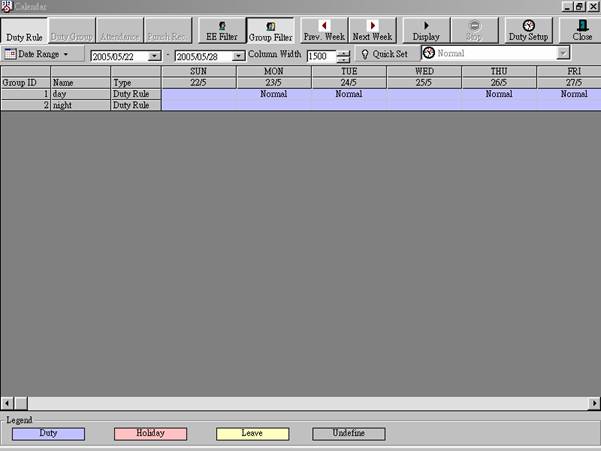 Calendar
Duty Rule Duty Group Attendance Punch Rec. EE Filter Group Filter Prev. Week Next Week Display Stop Duty Setup Close
Date Range 2005/05/22 - 2005/05/28 Column Width 1500 Quick Set Normal
SUN MON TUE WED THU FRI
Group ID Name Type 22/5 23/5 24/5 25/5 26/5 27/5
1 day Duty Rule Normal Normal Normal Normal
2 night Duty Rule
Legend
Duty Holiday Leave Undefine